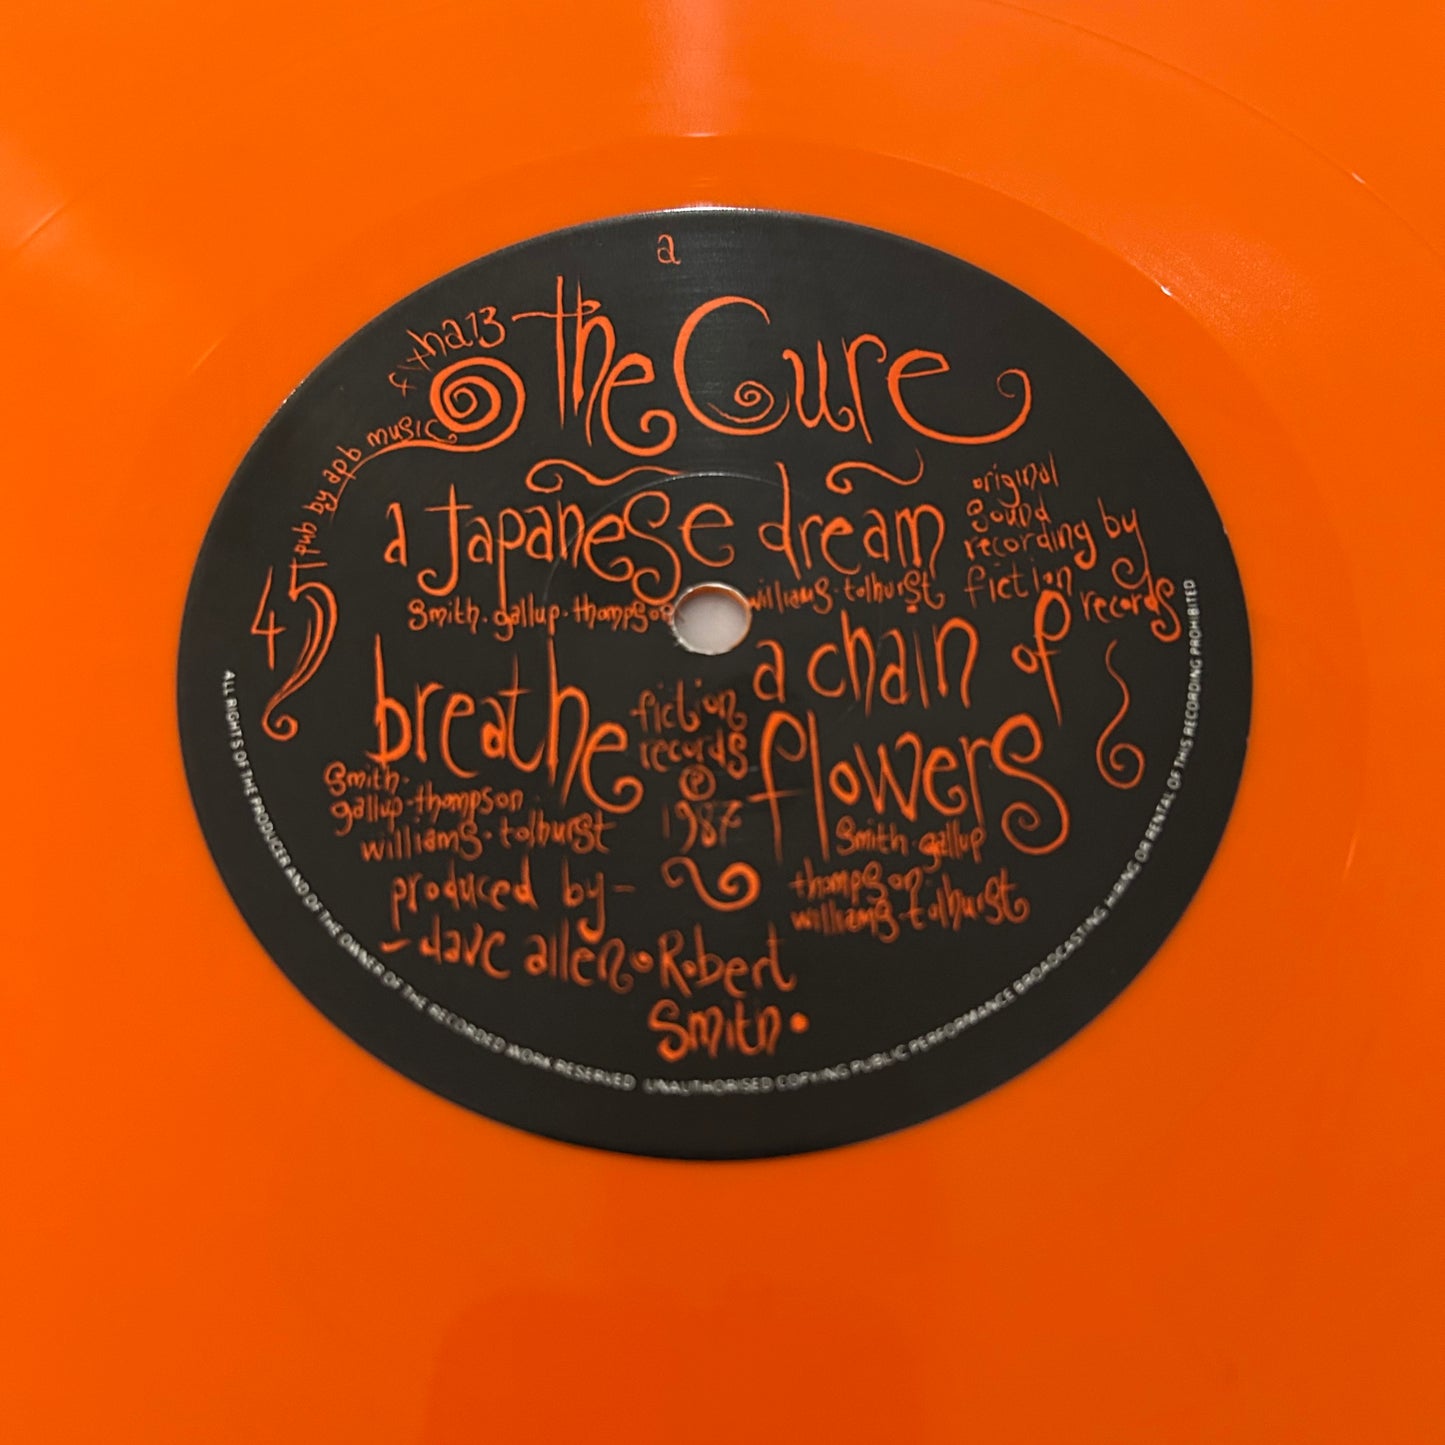 a
fixha13
the Cure
45
pub by apb music
a Japanese dream
smith · gallup · thompson
williams · tolhurst
original
sound
recording by
fiction
records
breathe
smith ·
gallup · thompson
williams · tolhurst
fiction
records
℗
1987
a chain of
flowers
smith · gallup
thompson
williams · tolhurst
produced by –
– dave allen • Robert
smith •
ALL RIGHTS OF THE PRODUCER AND OF THE OWNER OF THE RECORDED WORK RESERVED UNAUTHORISED COPYING PUBLIC PERFORMANCE BROADCASTING HIRING OR RENTAL OF THIS RECORDING PROHIBITED